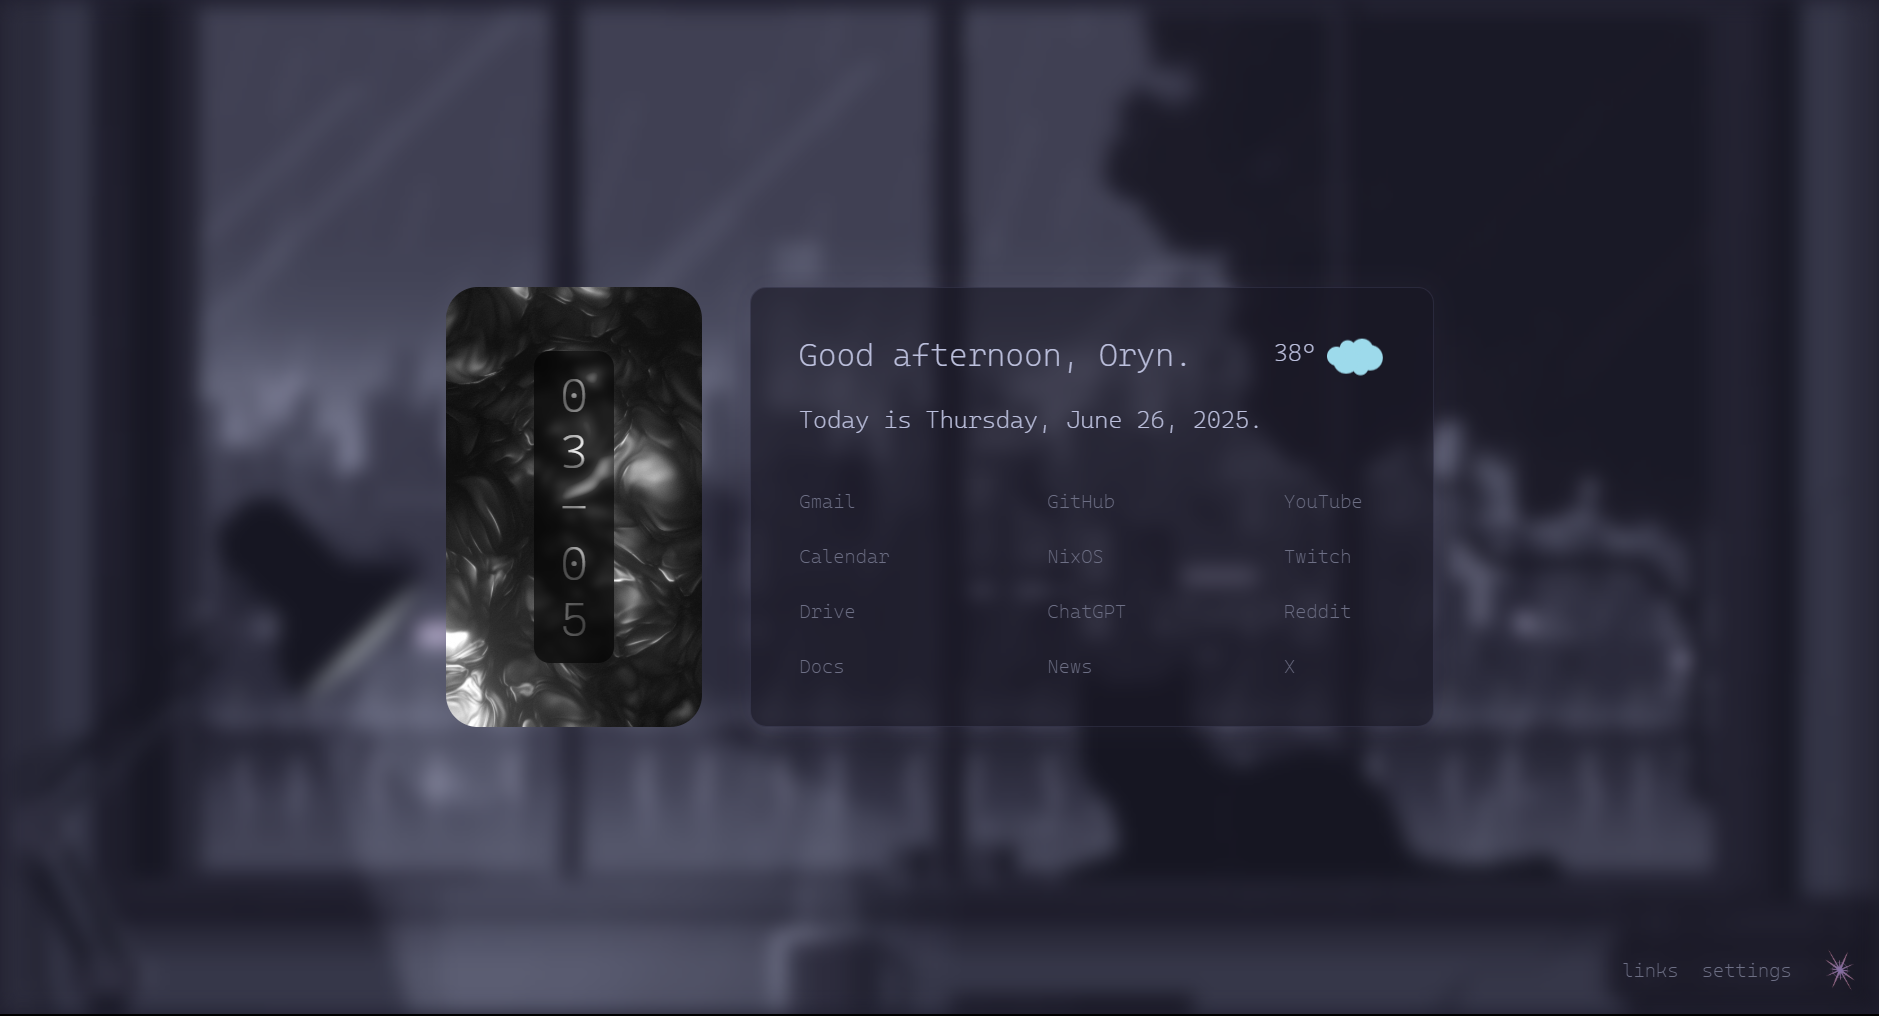 0
3
–
0
5
Good afternoon, Oryn.
38°
Today is Thursday, June 26, 2025.
Gmail GitHub YouTube
Calendar NixOS Twitch
Drive ChatGPT Reddit
Docs News X
links settings